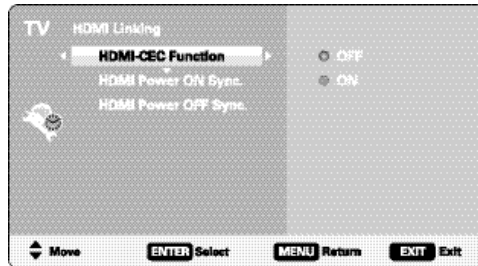 TV HDMI Linking
HDMI-CEC Function OFF
HDMI Power ON Sync. ON
HDMI Power OFF Sync.
Move ENTER Select MENU Return EXIT Exit